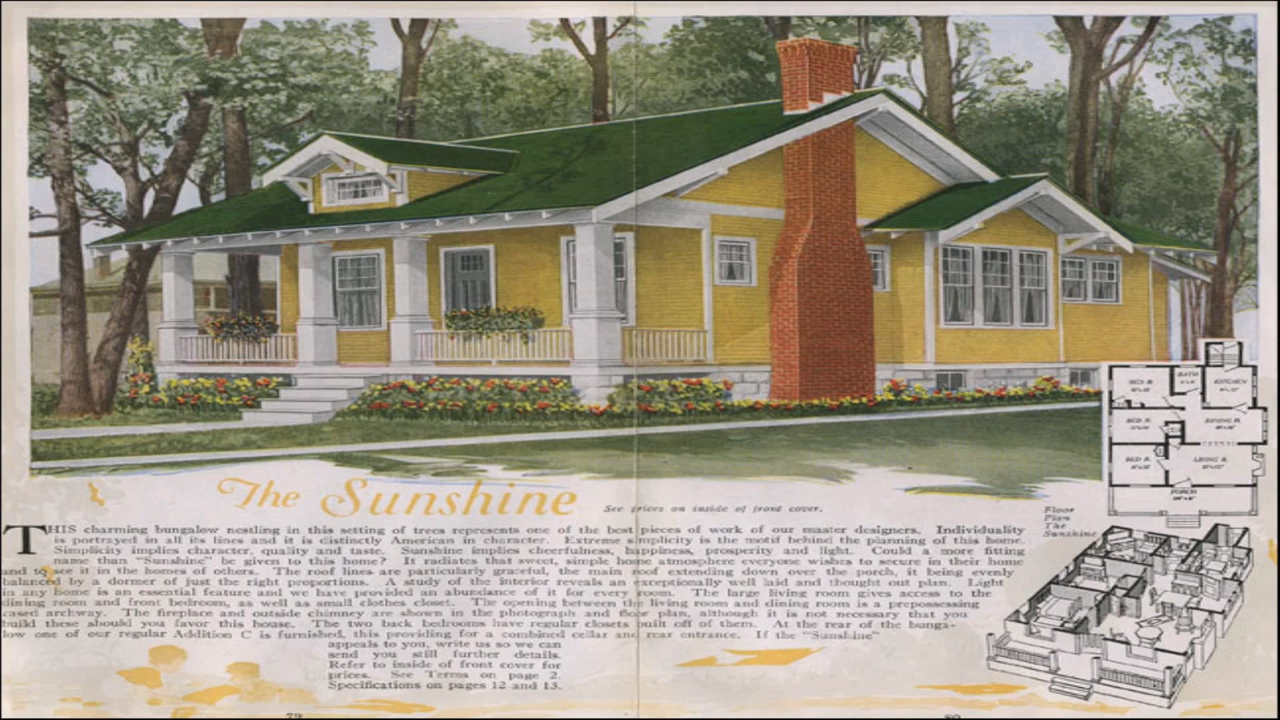 The Sunshine
See prices on inside of front cover.
THIS charming bungalow nestling in this setting of trees represents one of the best pieces of work of our master designers. Individuality
is portrayed in all its lines and it is distinctly American in character. Extreme simplicity is the motif behind the planning of this home.
Simplicity implies character, quality and taste. Sunshine implies cheerfulness, happiness, prosperity and light. Could a more fitting
name than "Sunshine" be given to this home? It radiates that sweet, simple home atmosphere everyone wishes to secure in their home
and to see it in the homes of others. The roof lines are particularly graceful, the main roof extending down over the porch, it being evenly
balanced by a dormer of just the right proportions. A study of the interior reveals an exceptionally well laid and thought out plan. Light
in any home is an essential feature and we have provided an abundance of it for every room. The large living room gives access to the
dining room and front bedroom, as well as small clothes closet. The opening between the living room and dining room is a prepossessing
cased archway. The fireplace and outside chimney are shown in the photograph and floor plan, although it is not necessary that you
build these should you favor this house. The two back bedrooms have regular closets built off of them. At the rear of the bunga-
low one of our regular Addition C is furnished, this providing for a combined cellar and rear entrance. If the "Sunshine"
appeals to you, write us so we can
send you still further details.
Refer to inside of front cover for
prices. See Terms on page 2.
Specifications on pages 12 and 13.
Floor
Plan
The
Sunshine
BED R.
BATH
KITCHEN
BED R.
DINING R.
BED R.
LIVING R.
PORCH